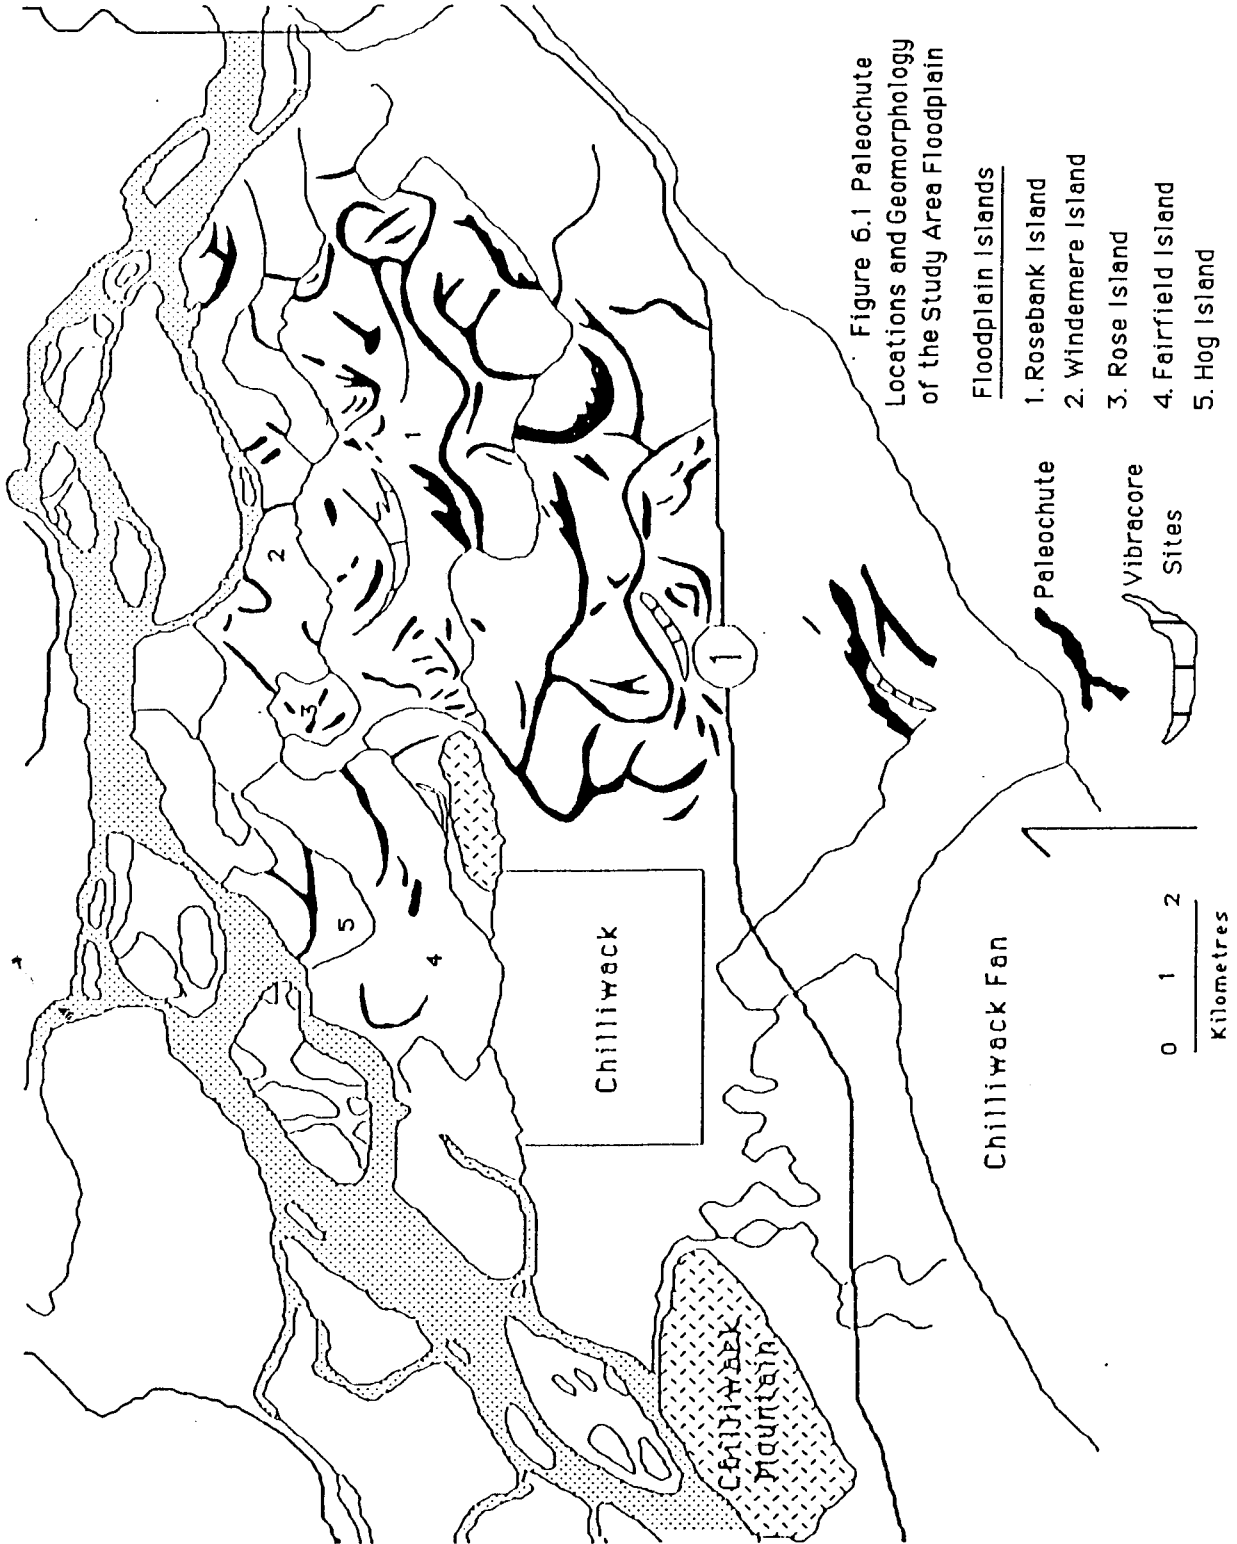 Figure 6.1 Paleochute
Locations and Geomorphology
of the Study Area Floodplain
Floodplain Islands
1. Rosebank Island
2. Windemere Island
3. Rose Island
4. Fairfield Island
5. Hog Island
Paleochute
Vibracore
Sites
1
2
3
4
5
1
Chilliwack
Chilliwack
Mountain
Chilliwack Fan
0 1 2
Kilometres